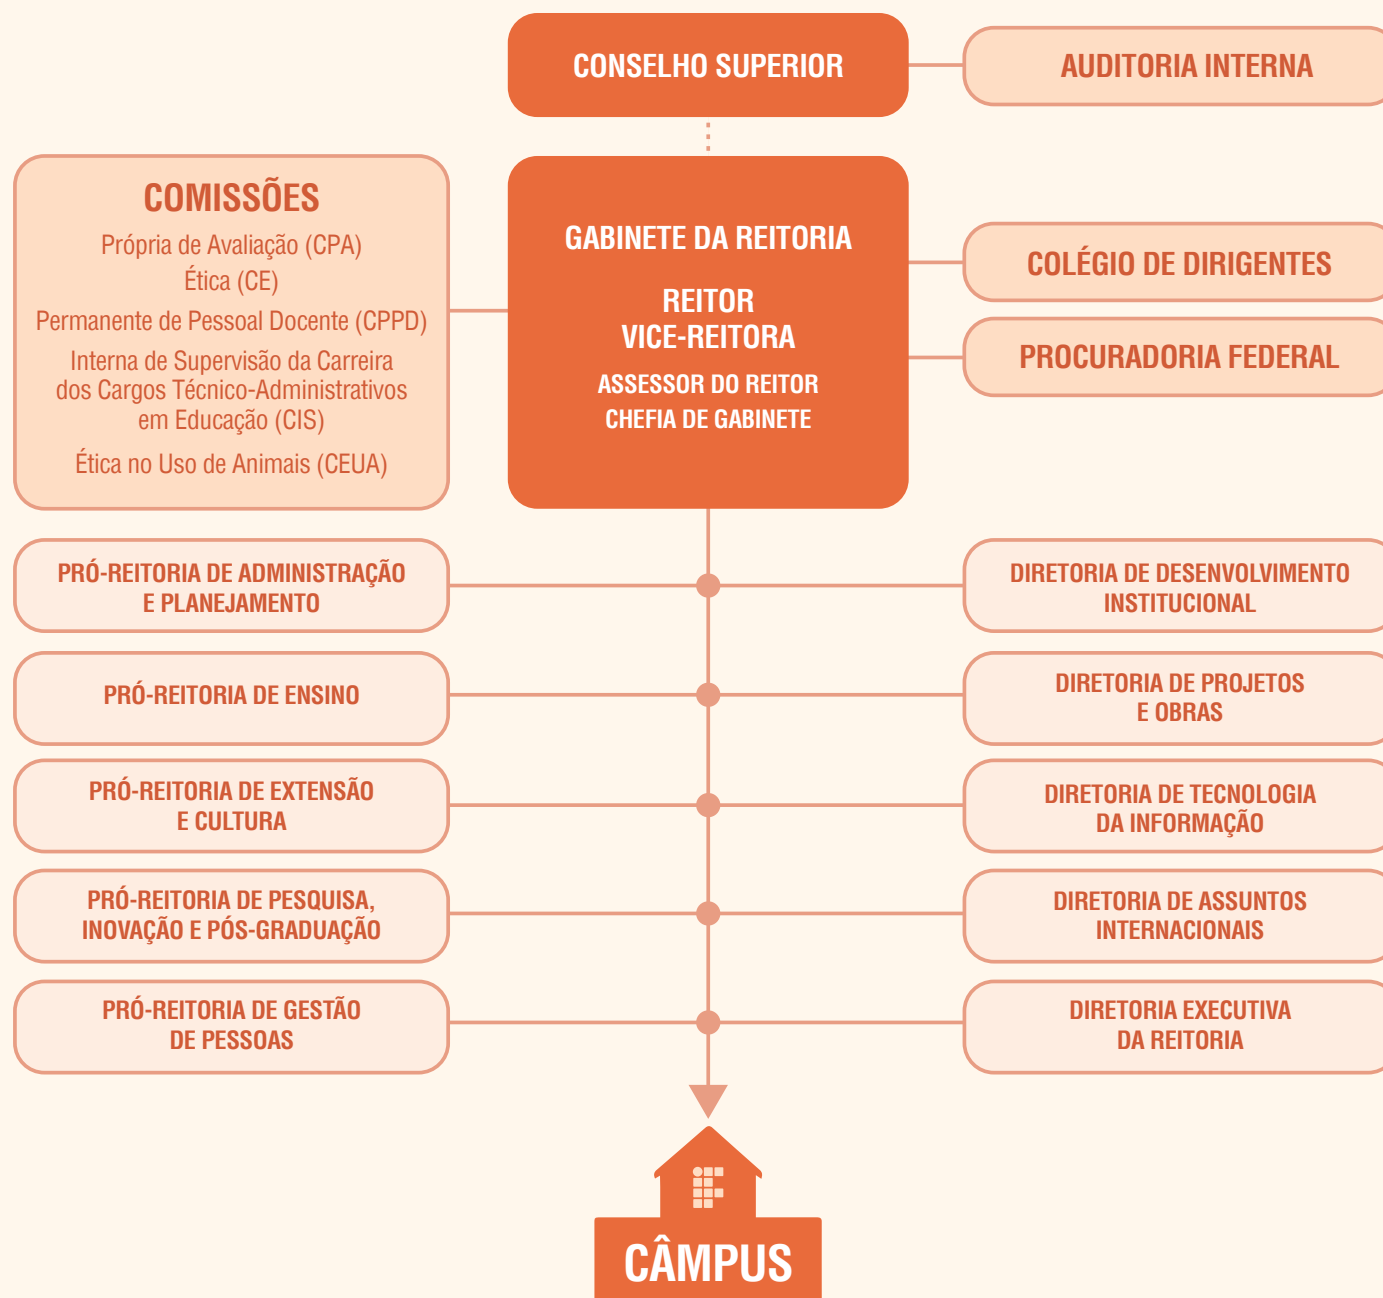 CONSELHO SUPERIOR
AUDITORIA INTERNA
COMISSÕES
Própria de Avaliação (CPA)
Ética (CE)
Permanente de Pessoal Docente (CPPD)
Interna de Supervisão da Carreira
dos Cargos Técnico-Administrativos
em Educação (CIS)
Ética no Uso de Animais (CEUA)
GABINETE DA REITORIA
REITOR
VICE-REITORA
ASSESSOR DO REITOR
CHEFIA DE GABINETE
COLÉGIO DE DIRIGENTES
PROCURADORIA FEDERAL
PRÓ-REITORIA DE ADMINISTRAÇÃO
E PLANEJAMENTO
DIRETORIA DE DESENVOLVIMENTO
INSTITUCIONAL
PRÓ-REITORIA DE ENSINO
DIRETORIA DE PROJETOS
E OBRAS
PRÓ-REITORIA DE EXTENSÃO
E CULTURA
DIRETORIA DE TECNOLOGIA
DA INFORMAÇÃO
PRÓ-REITORIA DE PESQUISA,
INOVAÇÃO E PÓS-GRADUAÇÃO
DIRETORIA DE ASSUNTOS
INTERNACIONAIS
PRÓ-REITORIA DE GESTÃO
DE PESSOAS
DIRETORIA EXECUTIVA
DA REITORIA
CÂMPUS